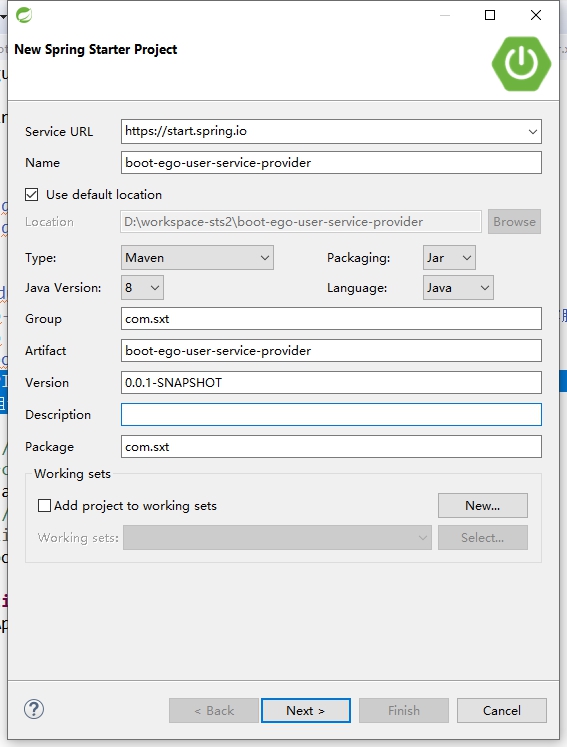 New Spring Starter Project
Service URL https://start.spring.io
Name boot-ego-user-service-provider
Use default location
Location D:\workspace-sts2\boot-ego-user-service-provider Browse
Type: Maven Packaging: Jar
Java Version: 8 Language: Java
Group com.sxt
Artifact boot-ego-user-service-provider
Version 0.0.1-SNAPSHOT
Description
Package com.sxt
Working sets
Add project to working sets New...
Working sets: Select...
< Back Next > Finish Cancel